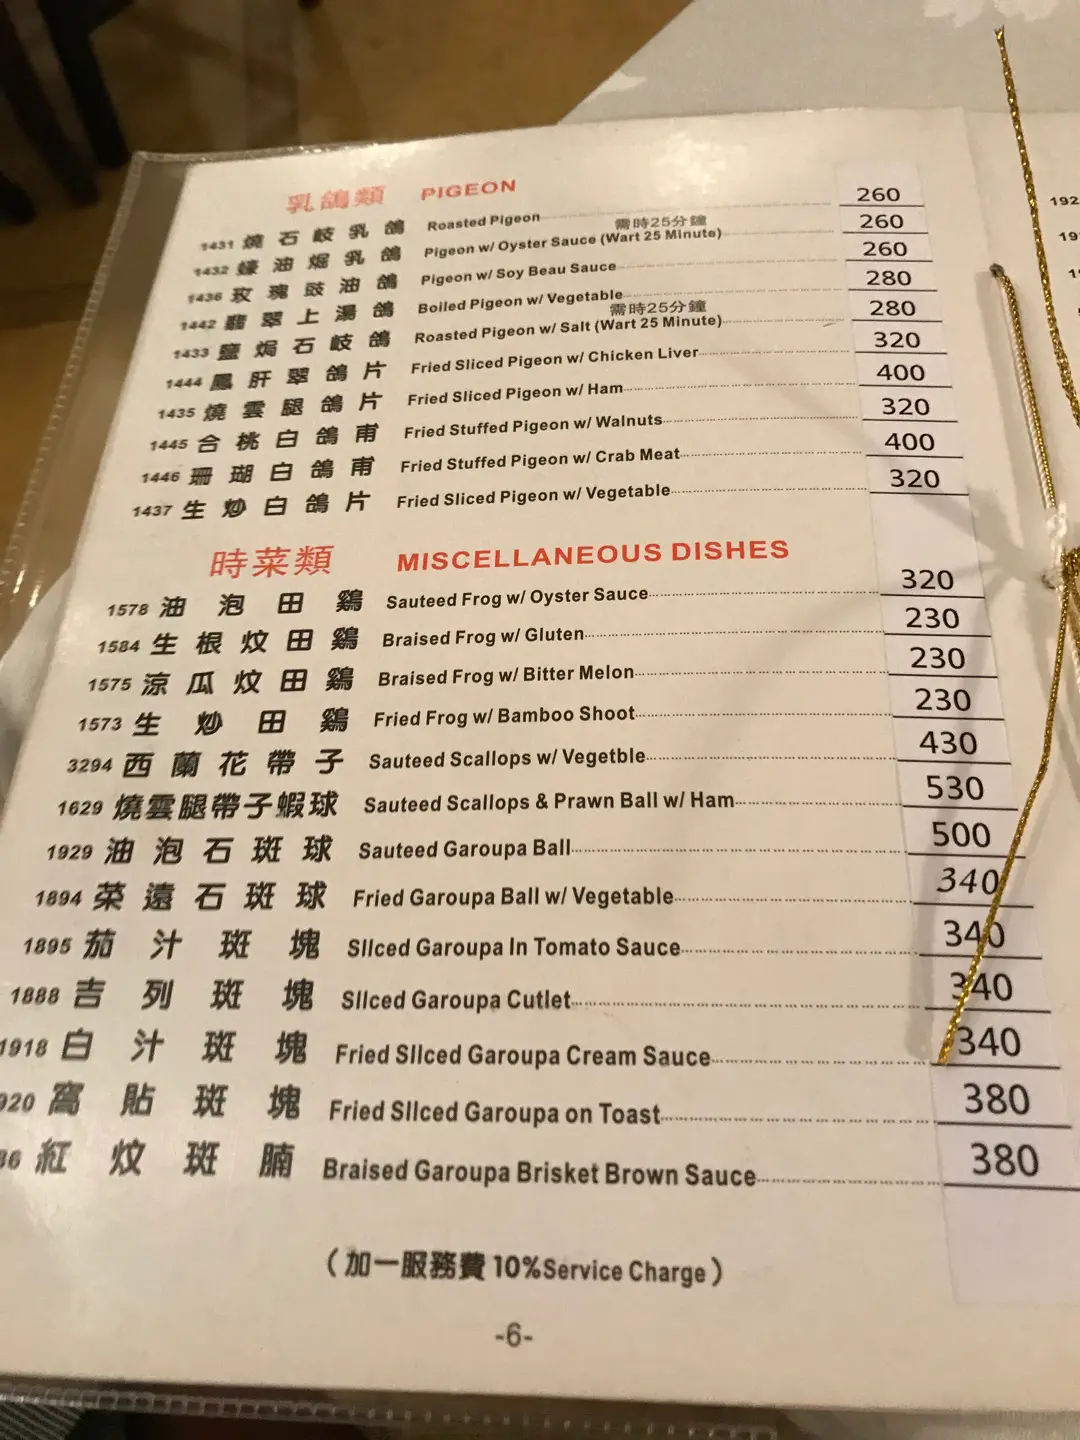 乳鴿類 PIGEON
1431 燒石岐乳鴿 Roasted Pigeon 260
需時25分鐘
1432 蠔油焗乳鴿 Pigeon w/ Oyster Sauce (Wart 25 Minute) 260
1436 玫瑰豉油鴿 Pigeon w/ Soy Beau Sauce 260
1442 翡翠上湯鴿 Boiled Pigeon w/ Vegetable 280
需時25分鐘
1433 鹽焗石岐鴿 Roasted Pigeon w/ Salt (Wart 25 Minute) 280
1444 鳳肝翠鴿片 Fried Sliced Pigeon w/ Chicken Liver 320
1435 燒雲腿鴿片 Fried Sliced Pigeon w/ Ham 400
1445 合桃白鴿甫 Fried Stuffed Pigeon w/ Walnuts 320
1446 珊瑚白鴿甫 Fried Stuffed Pigeon w/ Crab Meat 400
1437 生炒白鴿片 Fried Sliced Pigeon w/ Vegetable 320
時菜類 MISCELLANEOUS DISHES
1578 油泡田鷄 Sauteed Frog w/ Oyster Sauce 320
1584 生根炆田鷄 Braised Frog w/ Gluten 230
1575 涼瓜炆田鷄 Braised Frog w/ Bitter Melon 230
1573 生炒田鷄 Fried Frog w/ Bamboo Shoot 230
3294 西蘭花帶子 Sauteed Scallops w/ Vegetble 430
1629 燒雲腿帶子蝦球 Sauteed Scallops & Prawn Ball w/ Ham 530
1929 油泡石斑球 Sauteed Garoupa Ball 500
1894 菜遠石斑球 Fried Garoupa Ball w/ Vegetable 340
1895 茄汁斑塊 Sliced Garoupa In Tomato Sauce 340
1888 吉列斑塊 Sliced Garoupa Cutlet 340
1918 白汁斑塊 Fried Sliced Garoupa Cream Sauce 340
920 窩貼斑塊 Fried Sliced Garoupa on Toast 380
36 紅炆斑腩 Braised Garoupa Brisket Brown Sauce 380
（加一服務費10%Service Charge）
-6-
192
19
1